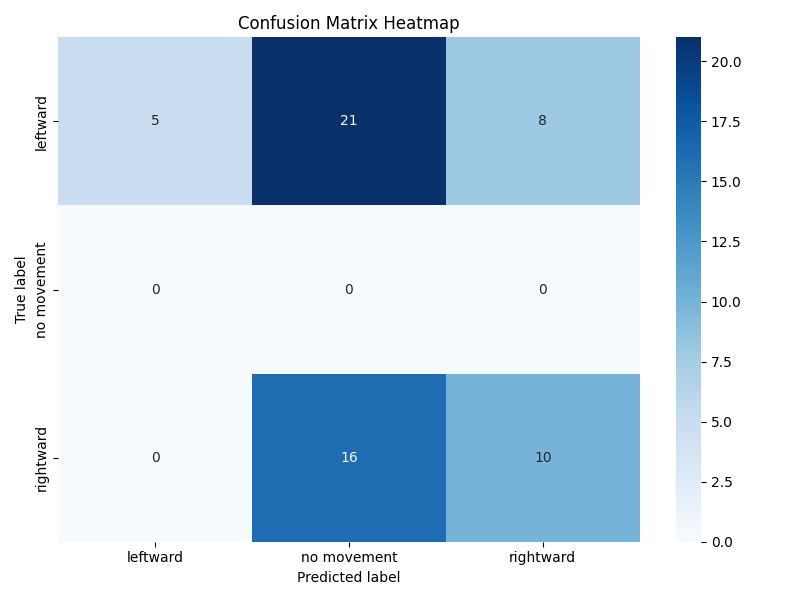 Confusion Matrix Heatmap
True label
leftward
5 21 8
no movement
0 0 0
rightward
0 16 10
leftward no movement rightward
Predicted label
20.0
17.5
15.0
12.5
10.0
7.5
5.0
2.5
0.0